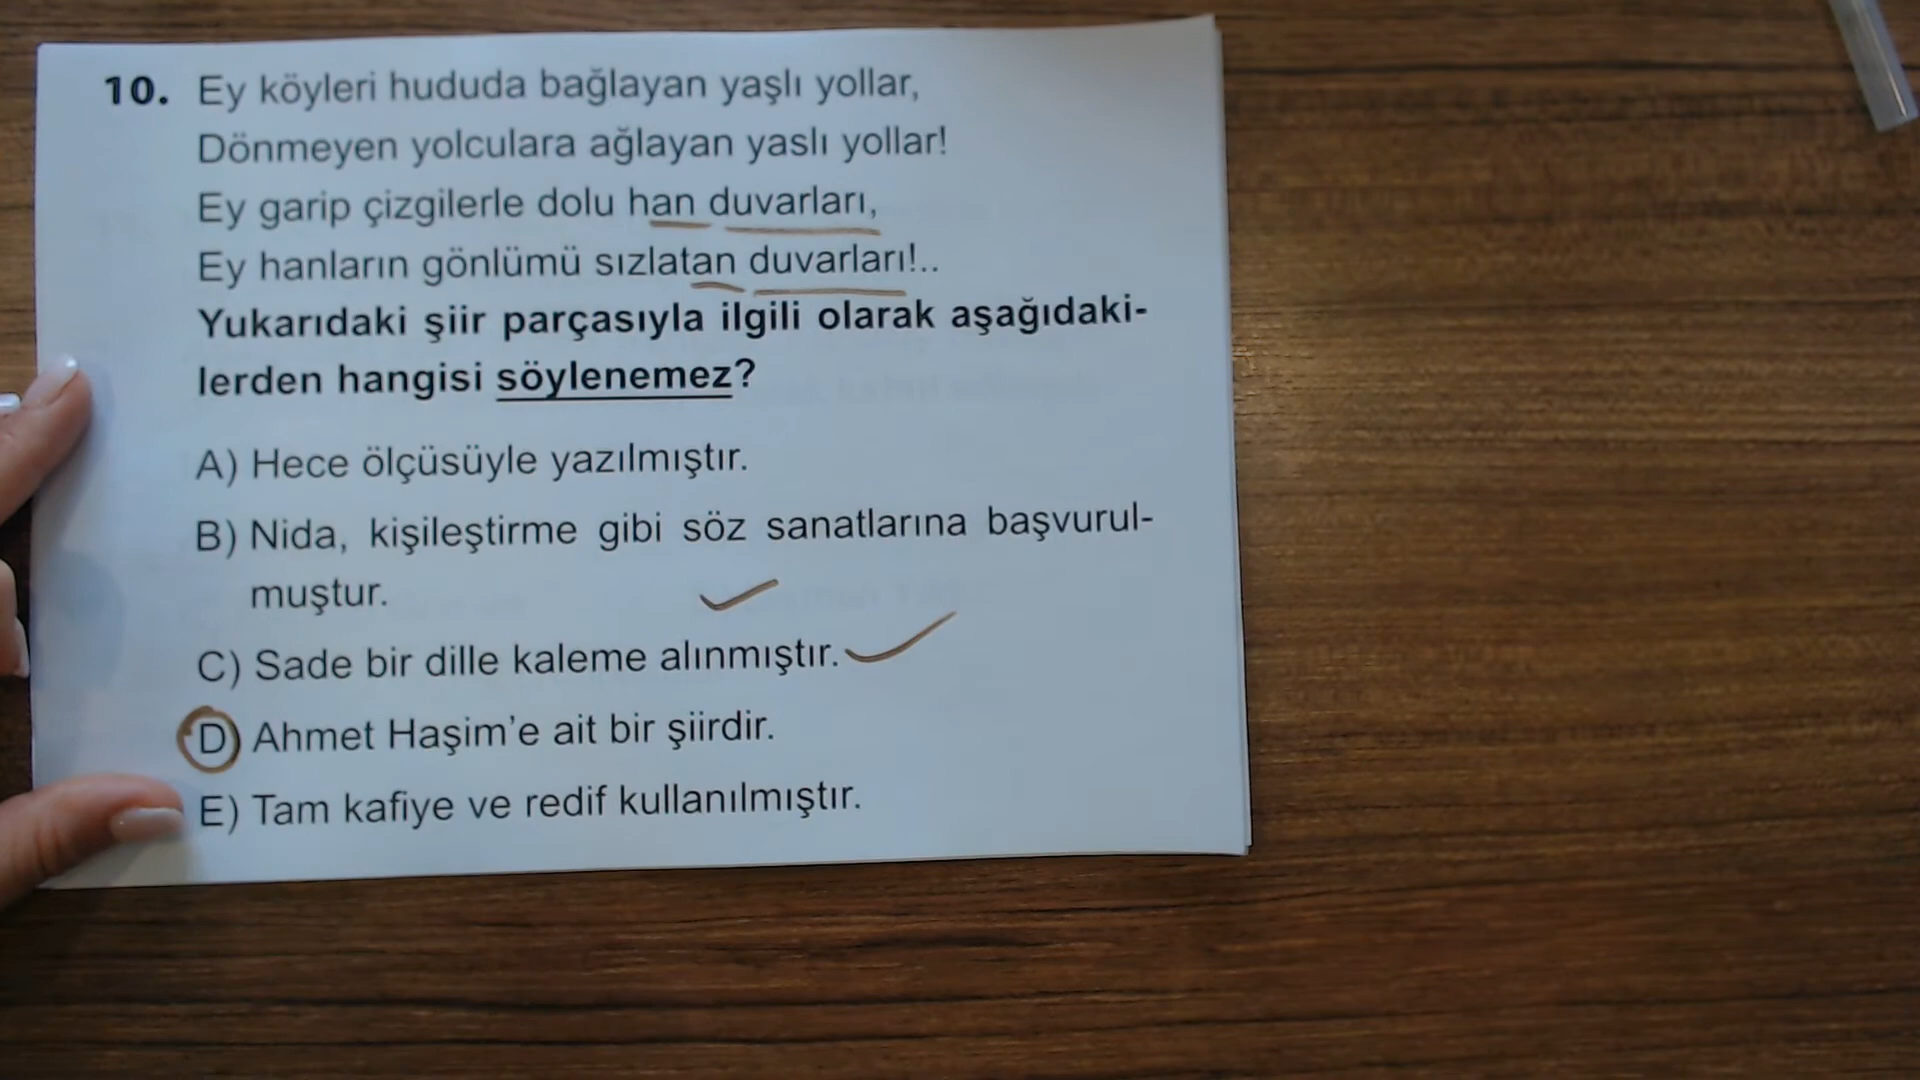 10. Ey köyleri hududa bağlayan yaşlı yollar,
Dönmeyen yolculara ağlayan yaslı yollar!
Ey garip çizgilerle dolu han duvarları,
Ey hanların gönlümü sızlatan duvarları!..
Yukarıdaki şiir parçasıyla ilgili olarak aşağıdaki-
lerden hangisi söylenemez?
A) Hece ölçüsüyle yazılmıştır.
B) Nida, kişileştirme gibi söz sanatlarına başvurul-
muştur.
C) Sade bir dille kaleme alınmıştır.
D) Ahmet Haşim’e ait bir şiirdir.
E) Tam kafiye ve redif kullanılmıştır.